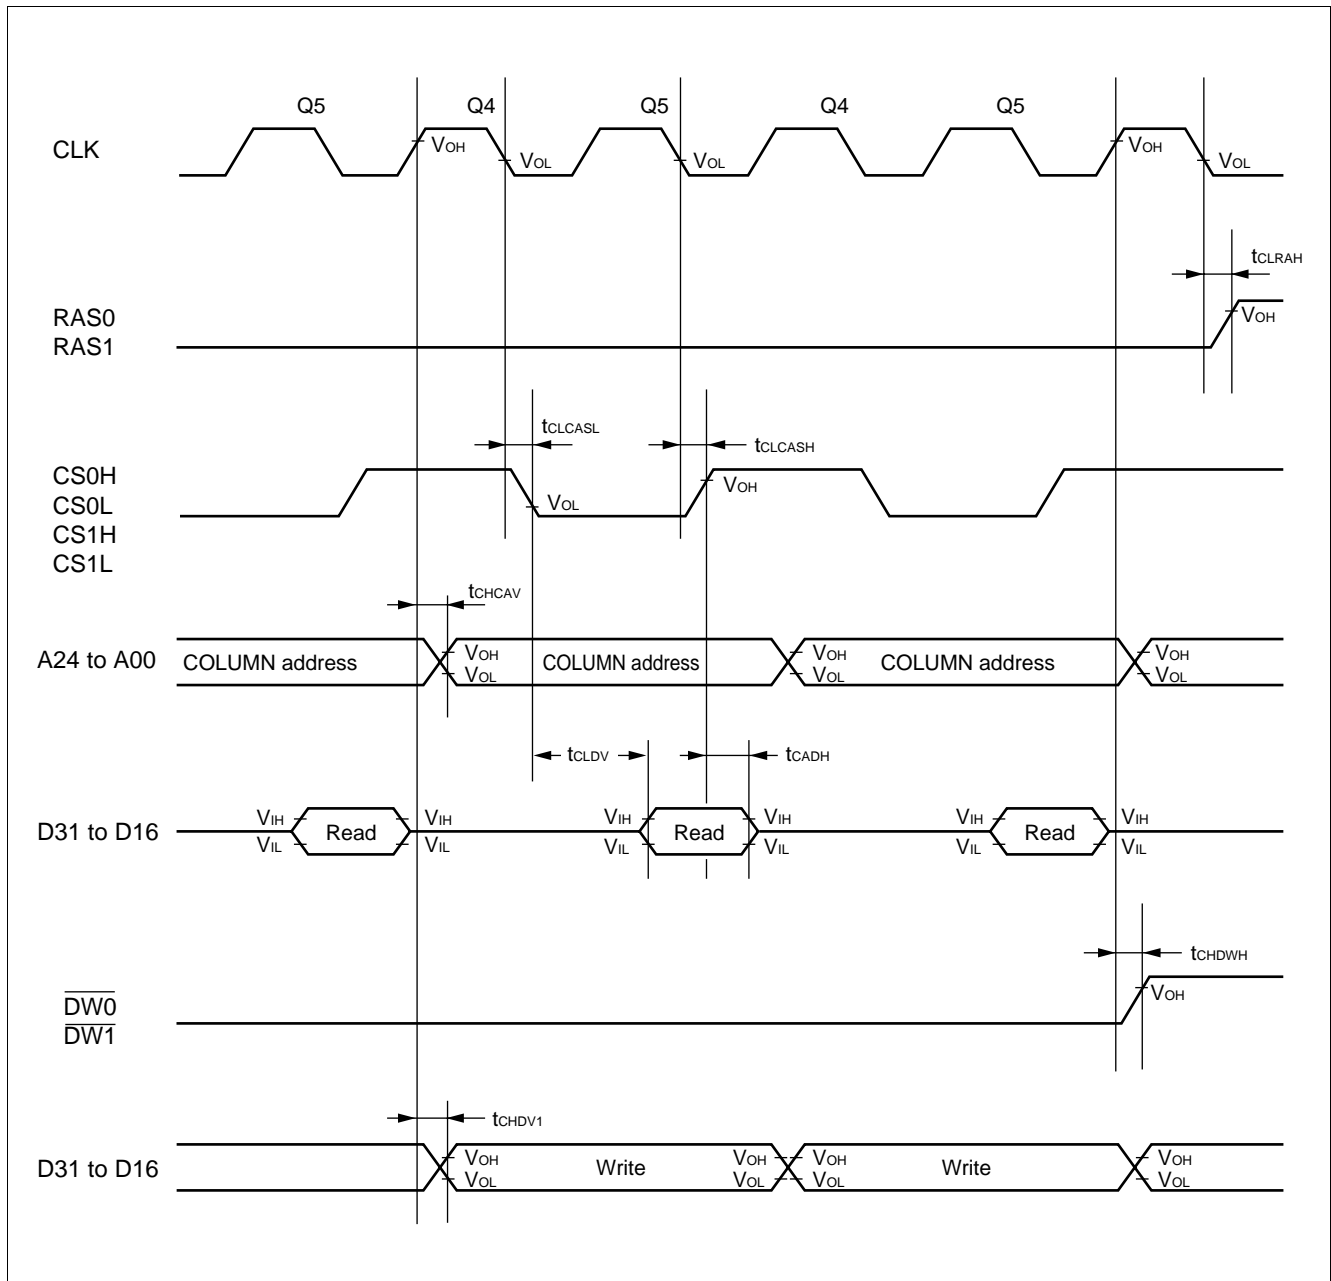 Q5 Q4 Q5 Q4 Q5
CLK VOH VOL VOL VOH VOL
tCLRAH
RAS0 VOH
RAS1
tCLCASL tCLCASH
CS0H VOH
CS0L VOL
CS1H
CS1L
tCHCAV
A24 to A00 COLUMN address VOH COLUMN address VOH COLUMN address VOH
VOL VOL VOL
tCLDV tCADH
VIH VIH VIH VIH VIH VIH
D31 to D16 Read Read Read
VIL VIL VIL VIL VIL VIL
tCHDWH
DW0 VOH
DW1
tCHDV1
VOH VOH VOH VOH
D31 to D16 Write Write
VOL VOL VOL VOL